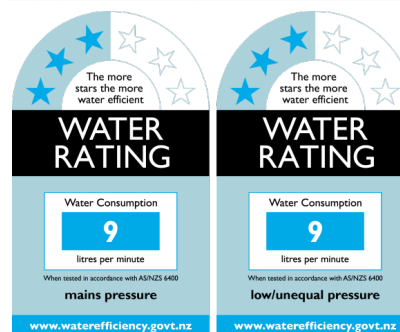 The more
stars the more
water efficient
WATER
RATING
Water Consumption
9
litres per minute
When tested in accordance with AS/NZS 6400
mains pressure
www.waterefficiency.govt.nz
The more
stars the more
water efficient
WATER
RATING
Water Consumption
9
litres per minute
When tested in accordance with AS/NZS 6400
low/unequal pressure
www.waterefficiency.govt.nz